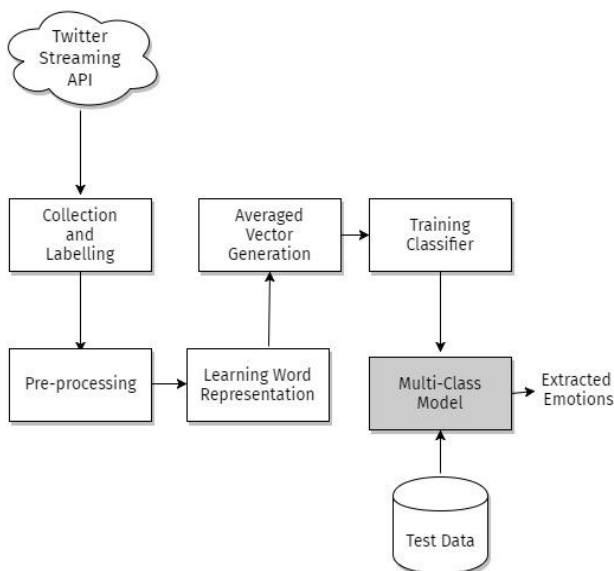 Twitter
Streaming
API
Collection
and
Labelling
Averaged
Vector
Generation
Training
Classifier
Pre-processing
Learning Word
Representation
Multi-Class
Model
Extracted
Emotions
Test Data